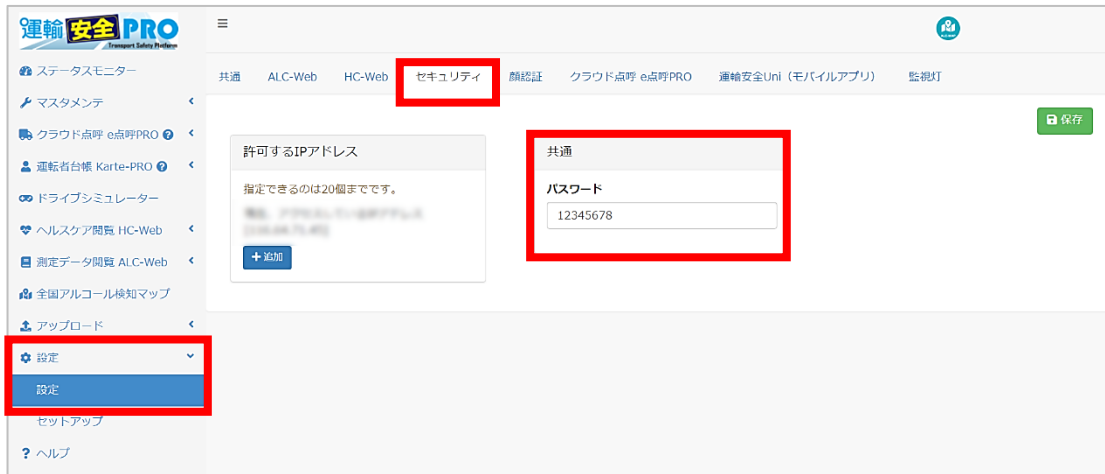 運輸安全PRO
Transport Safety Platform
ステータスモニター
マスタメンテ
クラウド点呼 e点呼PRO
運転者台帳 Karte-PRO
ドライブシミュレーター
ヘルスケア閲覧 HC-Web
測定データ閲覧 ALC-Web
全国アルコール検知マップ
アップロード
設定
設定
セットアップ
? ヘルプ
共通 ALC-Web HC-Web セキュリティ 顔認証 クラウド点呼 e点呼PRO 運輸安全Uni（モバイルアプリ） 監視灯
保存
許可するIPアドレス
指定できるのは20個までです。
+ 追加
共通
パスワード
12345678